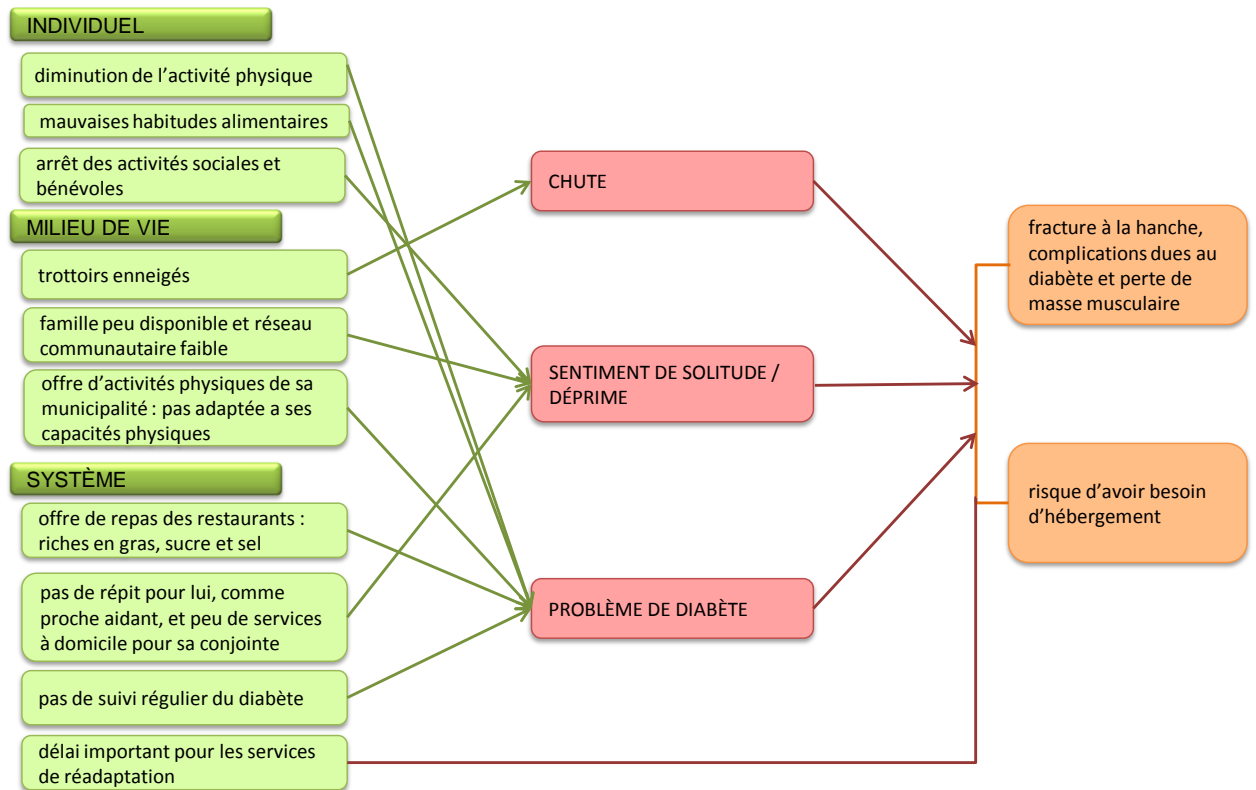 INDIVIDUEL
diminution de l’activité physique
mauvaises habitudes alimentaires
arrêt des activités sociales et
bénévoles
MILIEU DE VIE
trottoirs enneigés
famille peu disponible et réseau
communautaire faible
offre d’activités physiques de sa
municipalité : pas adaptée a ses
capacités physiques
SYSTÈME
offre de repas des restaurants :
riches en gras, sucre et sel
pas de répit pour lui, comme
proche aidant, et peu de services
à domicile pour sa conjointe
pas de suivi régulier du diabète
délai important pour les services
de réadaptation
CHUTE
SENTIMENT DE SOLITUDE /
DÉPRIME
PROBLÈME DE DIABÈTE
fracture à la hanche,
complications dues au
diabète et perte de
masse musculaire
risque d’avoir besoin
d’hébergement